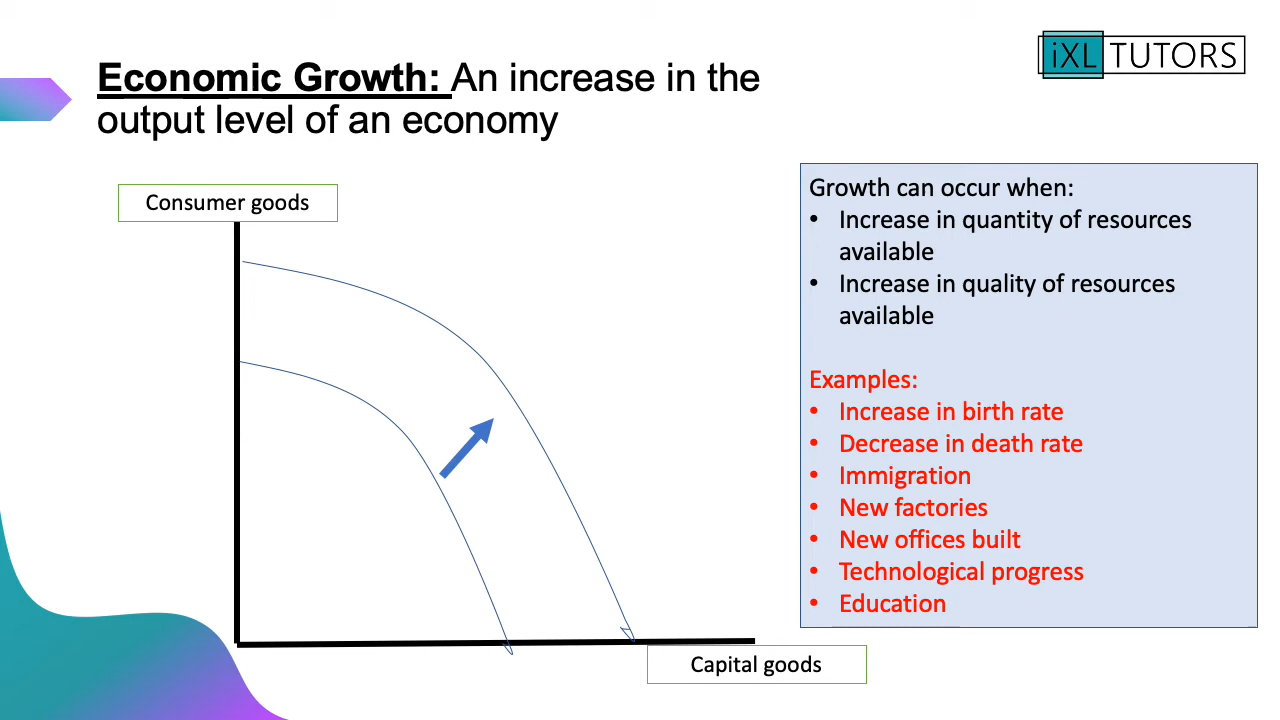 iXL TUTORS
Economic Growth: An increase in the
output level of an economy
Consumer goods
Capital goods
Growth can occur when:
• Increase in quantity of resources
available
• Increase in quality of resources
available
Examples:
• Increase in birth rate
• Decrease in death rate
• Immigration
• New factories
• New offices built
• Technological progress
• Education